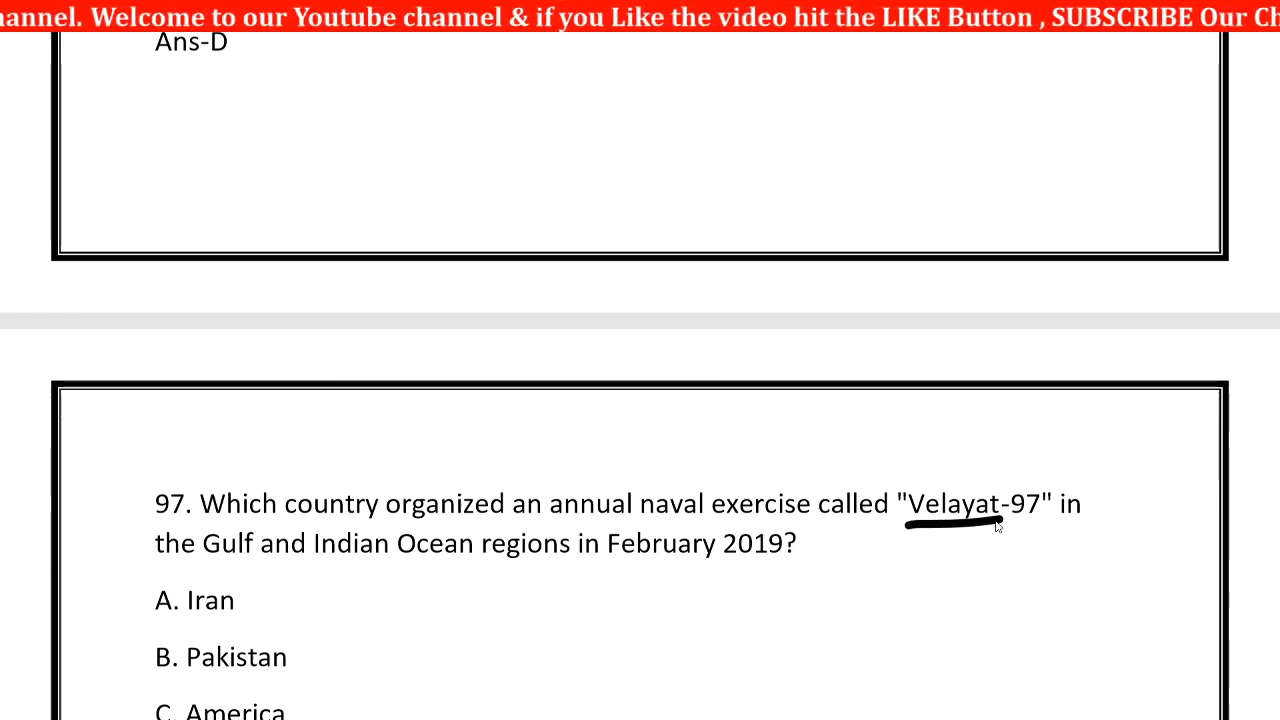 annel. Welcome to our Youtube channel & if you Like the video hit the LIKE Button , SUBSCRIBE Our Ch
Ans-D
97. Which country organized an annual naval exercise called "Velayat-97" in
the Gulf and Indian Ocean regions in February 2019?
A. Iran
B. Pakistan
C. America